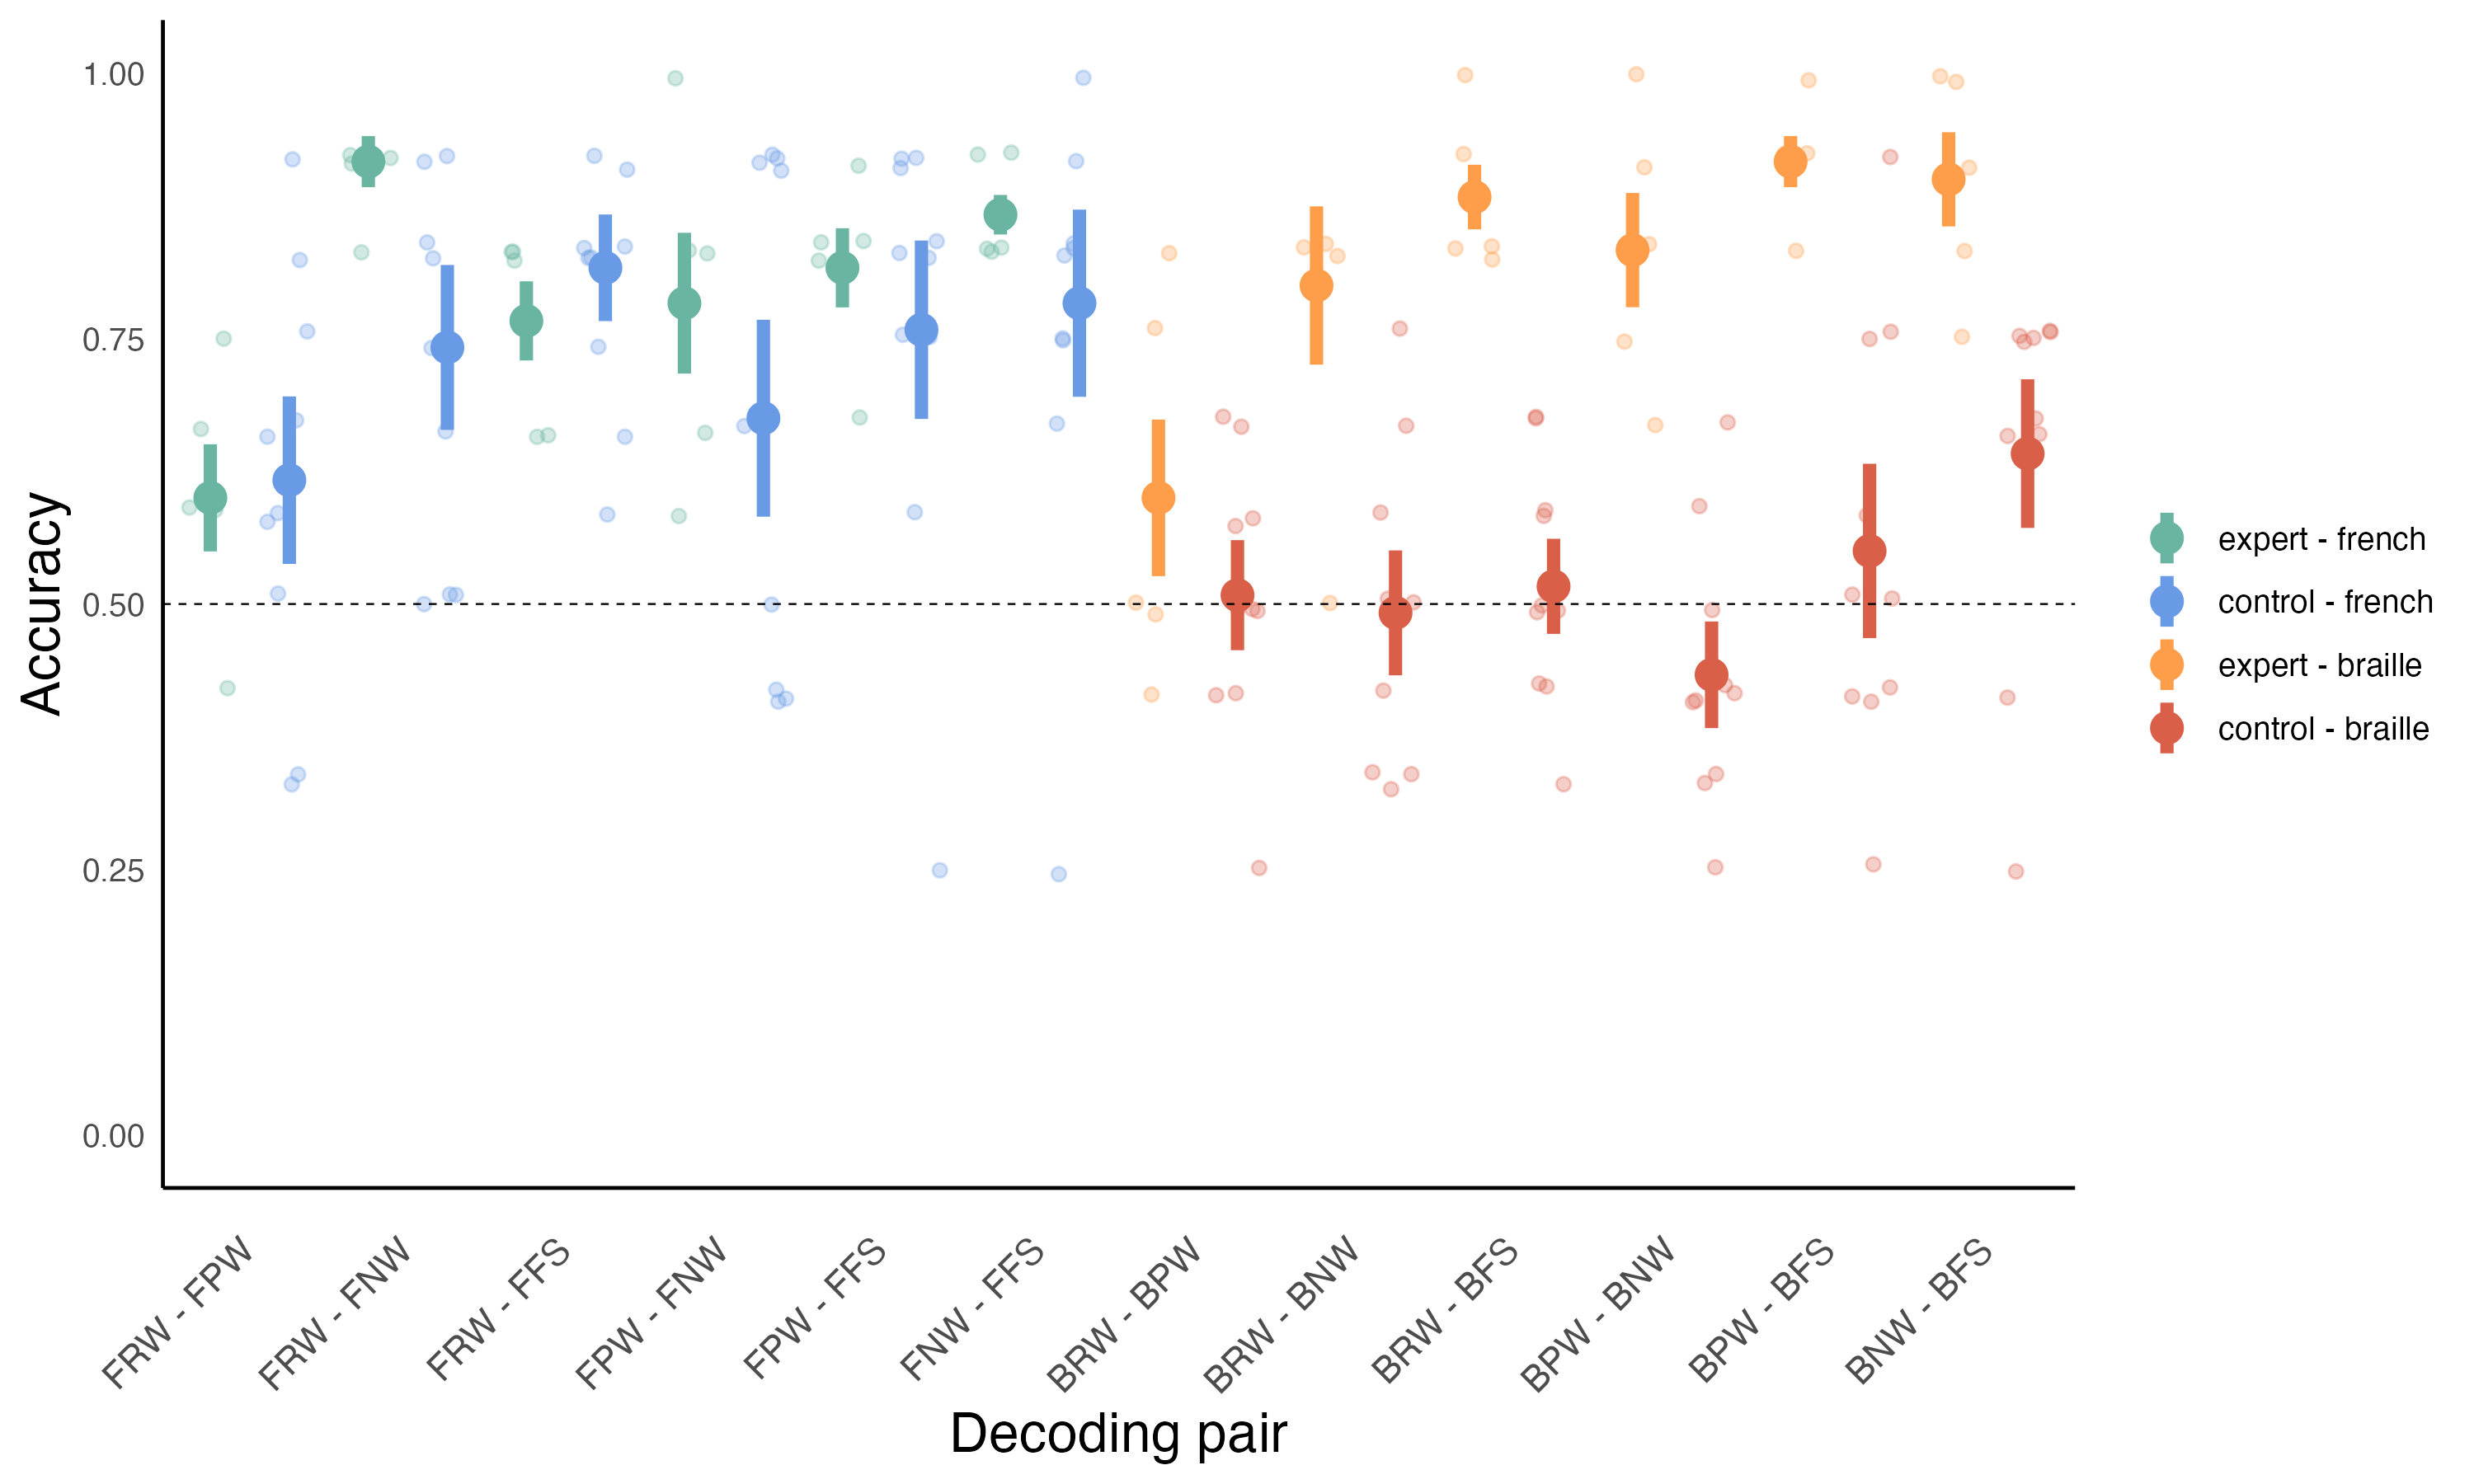 1.00
0.75
0.50
0.25
0.00
Accuracy
FRW - FPW
FRW - FNW
FRW - FFS
FPW - FNW
FPW - FFS
FNW - FFS
BRW - BPW
BRW - BNW
BRW - BFS
BPW - BNW
BPW - BFS
BNW - BFS
Decoding pair
expert - french
control - french
expert - braille
control - braille